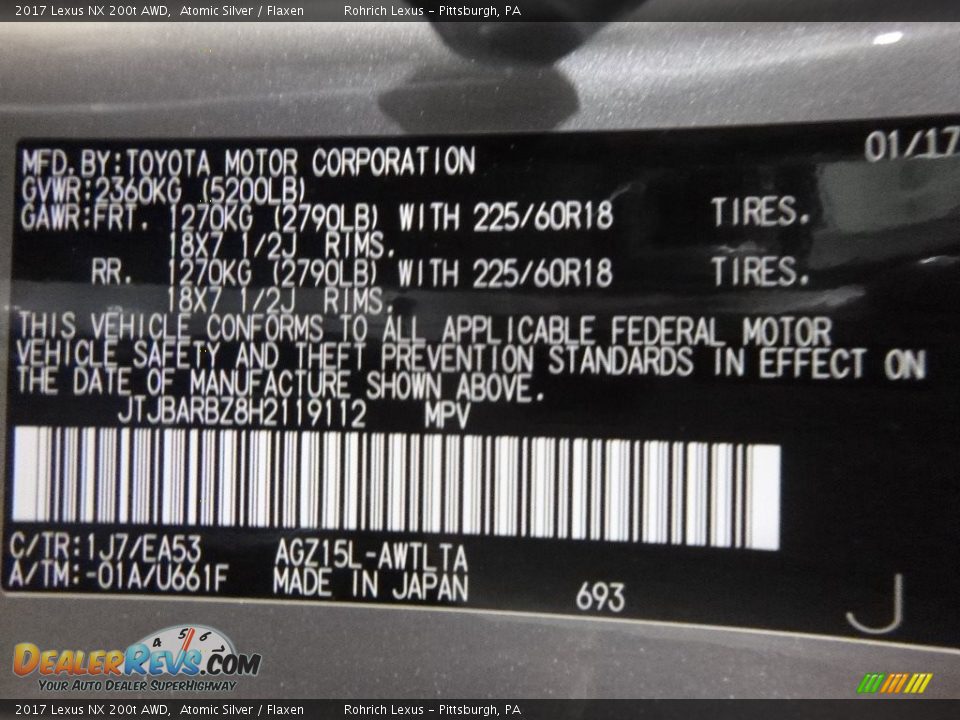 2017 Lexus NX 200t AWD,  Atomic Silver / Flaxen        Rohrich Lexus - Pittsburgh, PA
01/17
MFD.BY:TOYOTA MOTOR CORPORATION
GVWR:2360KG (5200LB)
GAWR:FRT. 1270KG (2790LB) WITH 225/60R18 TIRES.
18X7 1/2J RIMS.
RR. 1270KG (2790LB) WITH 225/60R18 TIRES.
18X7 1/2J RIMS.
THIS VEHICLE CONFORMS TO ALL APPLICABLE FEDERAL MOTOR
VEHICLE SAFETY AND THEFT PREVENTION STANDARDS IN EFFECT ON
THE DATE OF MANUFACTURE SHOWN ABOVE.
JTJBARBZ8H2119112 MPV
C/TR:1J7/EA53 AGZ15L-AWTLTA
A/TM:-01A/U661F MADE IN JAPAN 693 J
4 5 6
DEALERREVS.COM
YOUR AUTO DEALER SUPERHIGHWAY
2017 Lexus NX 200t AWD,  Atomic Silver / Flaxen        Rohrich Lexus - Pittsburgh, PA